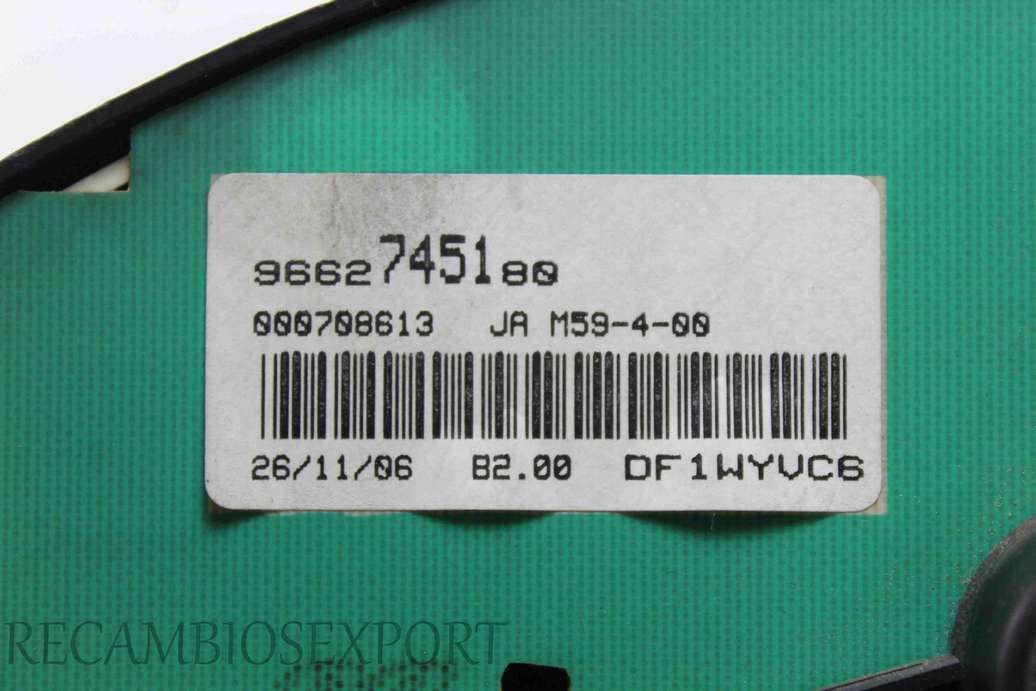 9662745180
000708613 JA M59-4-00
26/11/06 B2.00 DF1WYVC6
RECAMBIOSEXPORT